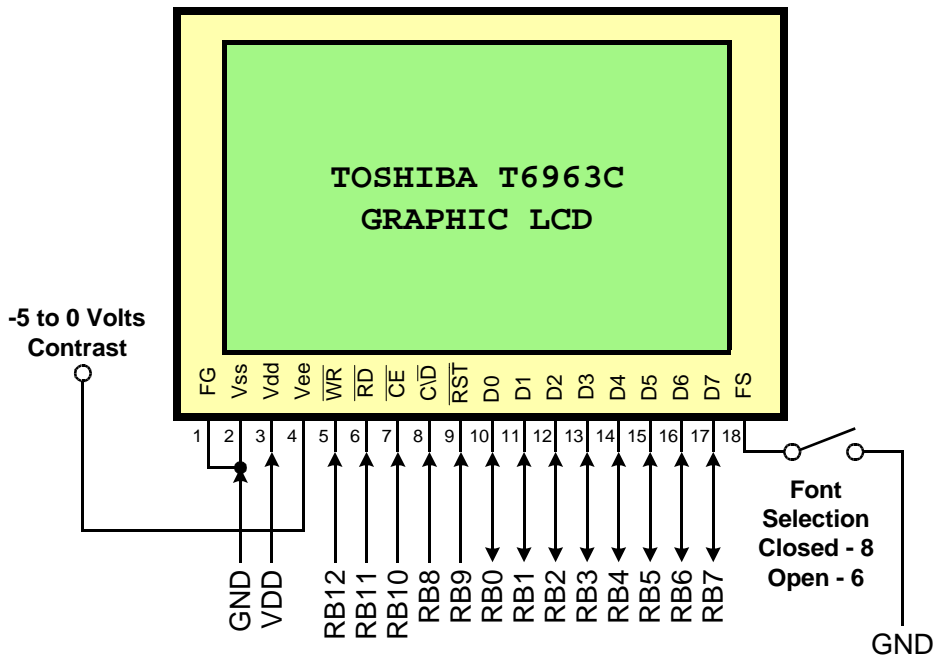 TOSHIBA T6963C
GRAPHIC LCD
-5 to 0 Volts
Contrast
FG Vss Vdd Vee WR RD CE C\D RST D0 D1 D2 D3 D4 D5 D6 D7 FS
1 2 3 4 5 6 7 8 9 10 11 12 13 14 15 16 17 18
Font
Selection
Closed - 8
Open - 6
GND VDD RB12 RB11 RB10 RB8 RB9 RB0 RB1 RB2 RB3 RB4 RB5 RB6 RB7
GND